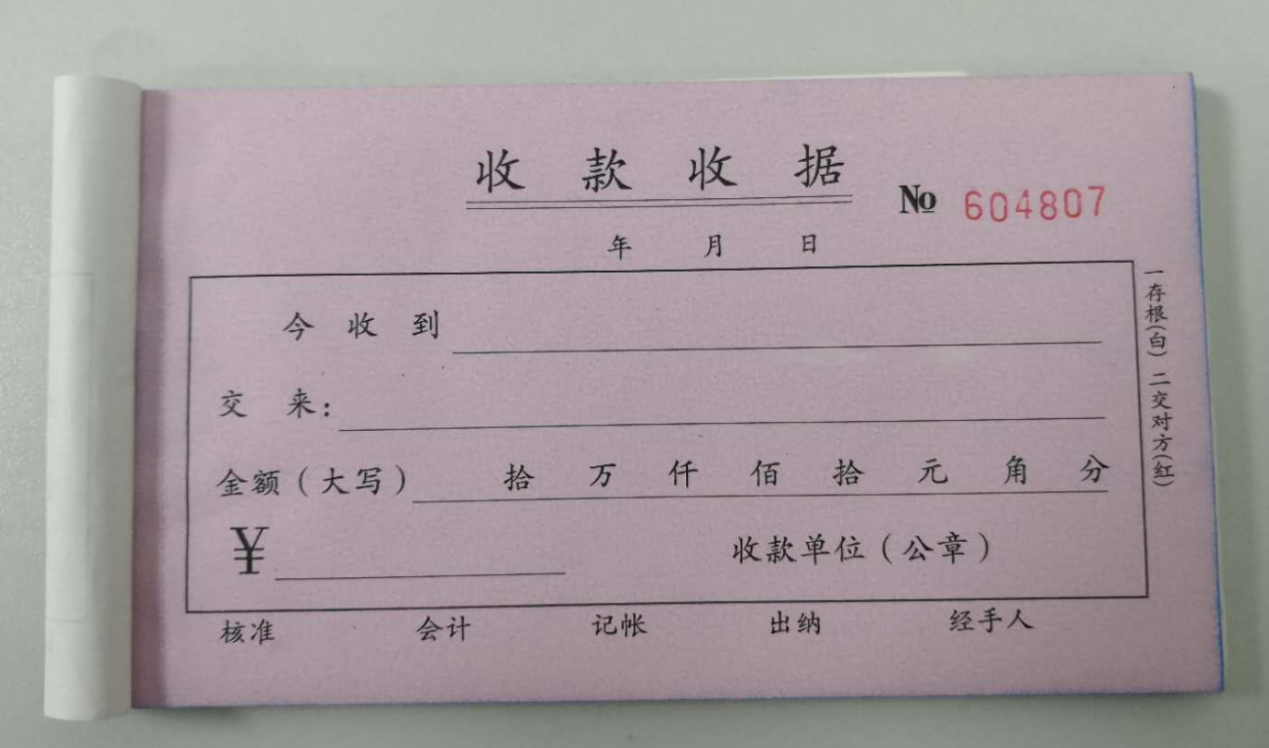 收款收据
№ 604807
年 月 日
今收到
交来:
金额(大写) 拾 万 仟 佰 拾 元 角 分
¥ 收款单位(公章)
核准 会计 记帐 出纳 经手人
一存根(白) 二交对方(红)